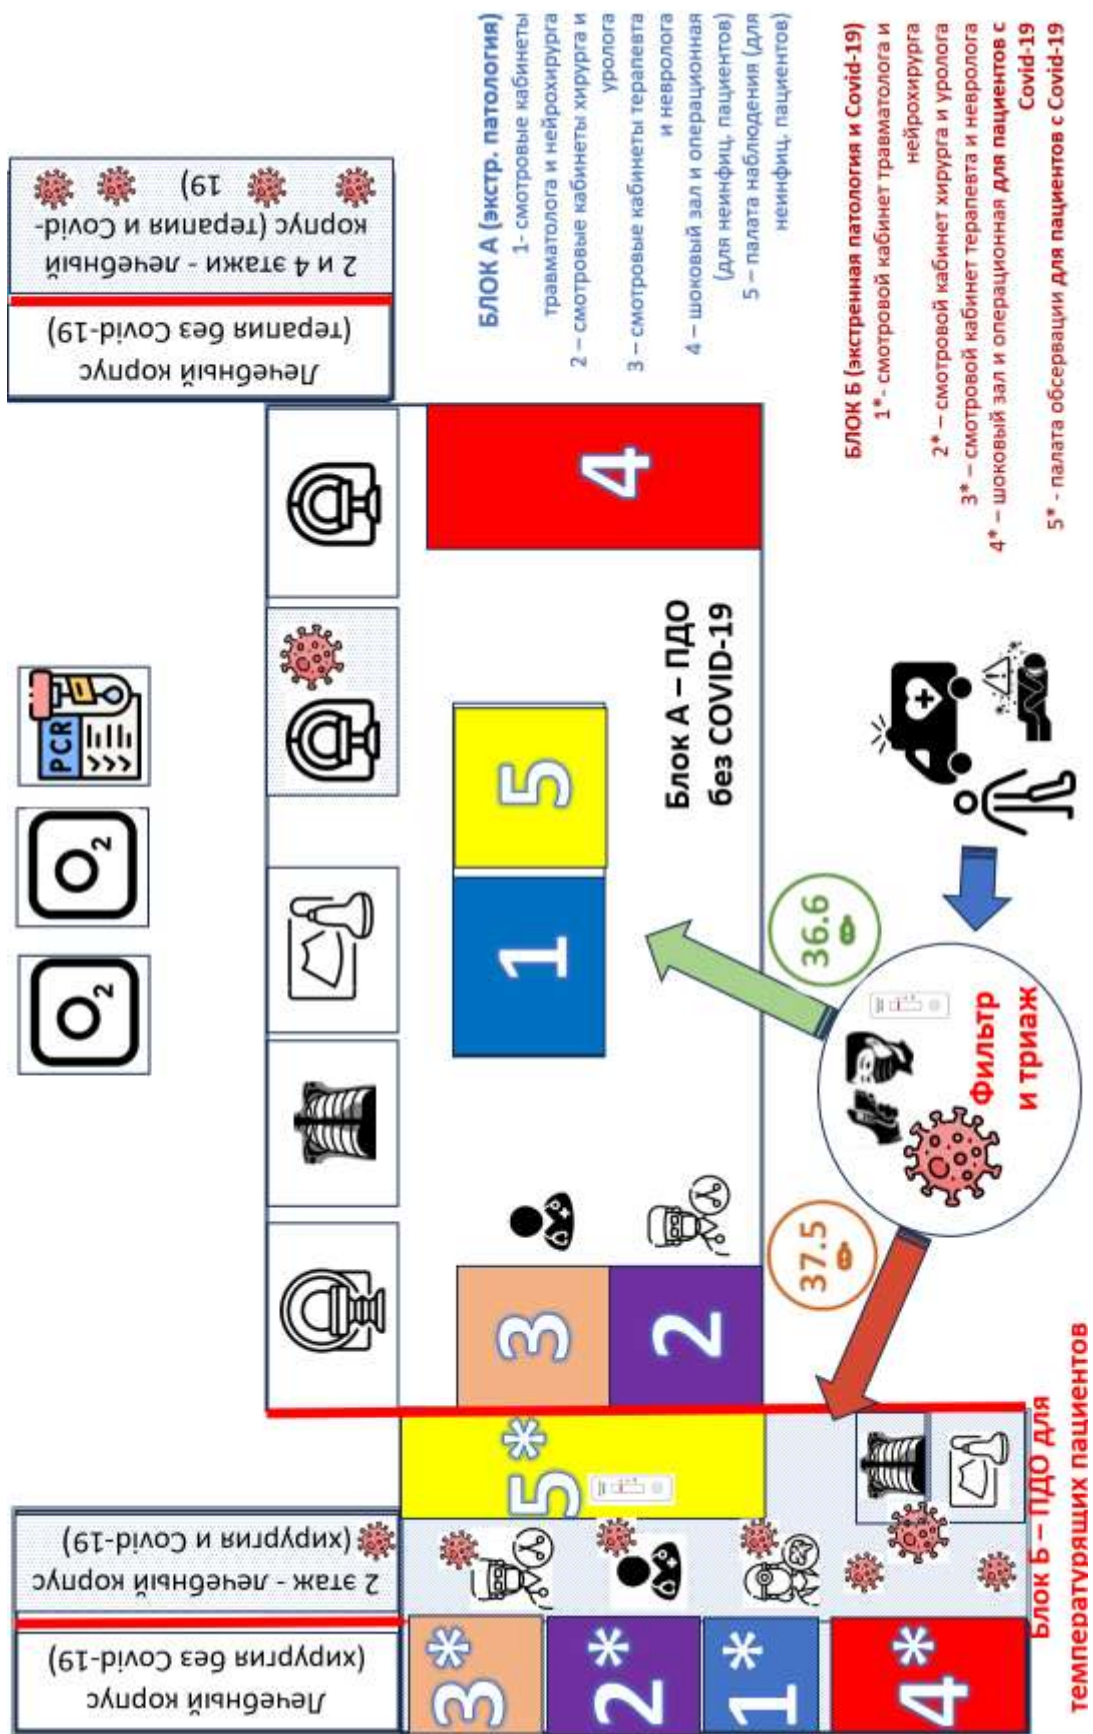 Лечебный корпус
(хирургия без Covid-19)
2 этаж - лечебный корпус
(хирургия и Covid-19)
Лечебный корпус
(терапия без Covid-19)
2 и 4 этажи - лечебный
корпус (терапия и Covid-
19)
O2
O2
PCR
3*
2*
1*
4*
5*
3
2
1
5
4
Блок А – ПДО
без COVID-19
37.5
36.6
Фильтр
и триаж
Блок Б – ПДО для
температурящих пациентов
БЛОК А (экстр. патология)
1- смотровые кабинеты
травматолога и нейрохирурга
2 – смотровые кабинеты хирурга и
уролога
3 – смотровые кабинеты терапевта
и невролога
4 – шоковый зал и операционная
(для неинфиц. пациентов)
5 – палата наблюдения (для
неинфиц. пациентов)
БЛОК Б (экстренная патология и Covid-19)
1*- смотровой кабинет травматолога и
нейрохирурга
2* – смотровой кабинет хирурга и уролога
3* – смотровой кабинет терапевта и невролога
4* – шоковый зал и операционная для пациентов с
Covid-19
5* - палата обсервации для пациентов с Covid-19